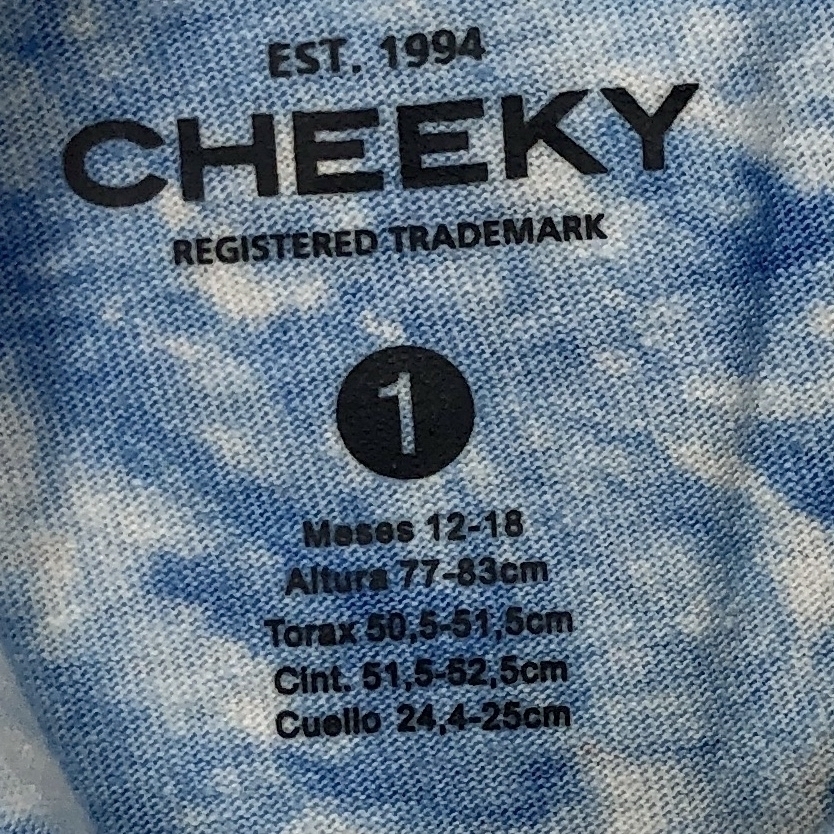 EST. 1994
CHEEKY
REGISTERED TRADEMARK
1
Meses 12-18
Altura 77-83cm
Torax 50,5-51,5cm
Cint. 51,5-52,5cm
Cuello 24,4-25cm